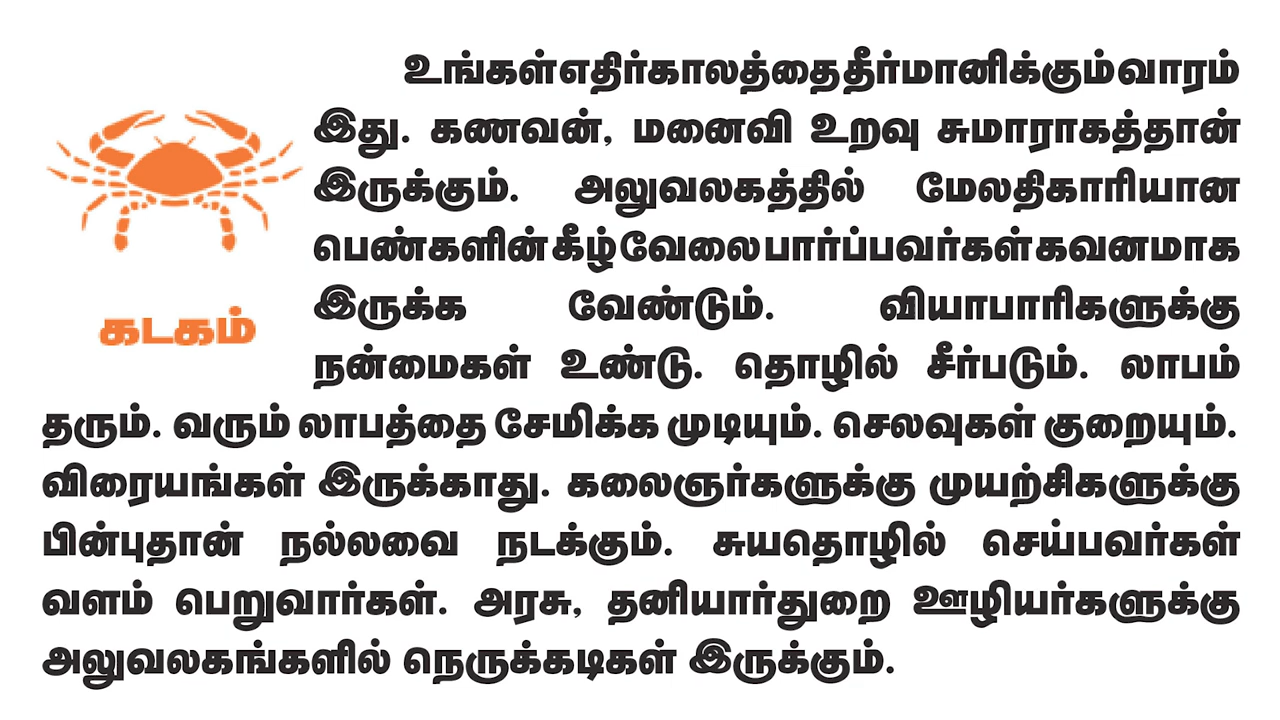 உங்கள் எதிர்காலத்தை தீர்மானிக்கும் வாரம்
இது. கணவன், மனைவி உறவு சுமாராகத்தான்
இருக்கும். அலுவலகத்தில் மேலதிகாரியான
பெண்களின் கீழ் வேலை பார்ப்பவர்கள் கவனமாக
இருக்க வேண்டும். வியாபாரிகளுக்கு
நன்மைகள் உண்டு. தொழில் சீர்படும். லாபம்
தரும். வரும் லாபத்தை சேமிக்க முடியும். செலவுகள் குறையும்.
விரையங்கள் இருக்காது. கலைஞர்களுக்கு முயற்சிகளுக்கு
பின்புதான் நல்லவை நடக்கும். சுயதொழில் செய்பவர்கள்
வளம் பெறுவார்கள். அரசு, தனியார்துறை ஊழியர்களுக்கு
அலுவலகங்களில் நெருக்கடிகள் இருக்கும்.
கடகம்